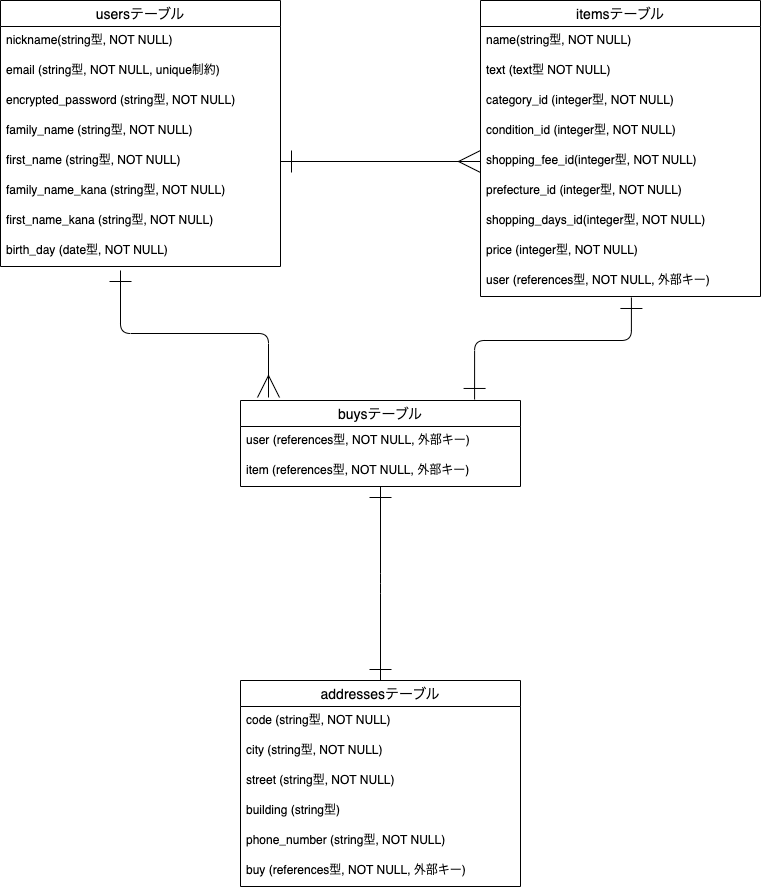 usersテーブル
nickname(string型, NOT NULL)
email (string型, NOT NULL, unique制約)
encrypted_password (string型, NOT NULL)
family_name (string型, NOT NULL)
first_name (string型, NOT NULL)
family_name_kana (string型, NOT NULL)
first_name_kana (string型, NOT NULL)
birth_day (date型, NOT NULL)
itemsテーブル
name(string型, NOT NULL)
text (text型 NOT NULL)
category_id (integer型, NOT NULL)
condition_id (integer型, NOT NULL)
shopping_fee_id(integer型, NOT NULL)
prefecture_id (integer型, NOT NULL)
shopping_days_id(integer型, NOT NULL)
price (integer型, NOT NULL)
user (references型, NOT NULL, 外部キー)
buysテーブル
user (references型, NOT NULL, 外部キー)
item (references型, NOT NULL, 外部キー)
addressesテーブル
code (string型, NOT NULL)
city (string型, NOT NULL)
street (string型, NOT NULL)
building (string型)
phone_number (string型, NOT NULL)
buy (references型, NOT NULL, 外部キー)